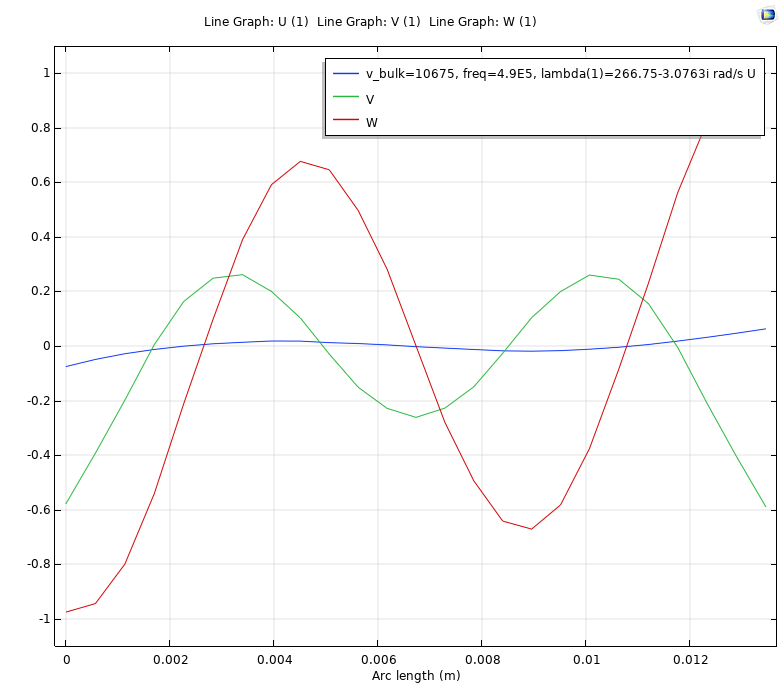 Line Graph: U (1)  Line Graph: V (1)  Line Graph: W (1)
v_bulk=10675, freq=4.9E5, lambda(1)=266.75-3.0763i rad/s U
V
W
1
0.8
0.6
0.4
0.2
0
-0.2
-0.4
-0.6
-0.8
-1
0 0.002 0.004 0.006 0.008 0.01 0.012
Arc length (m)